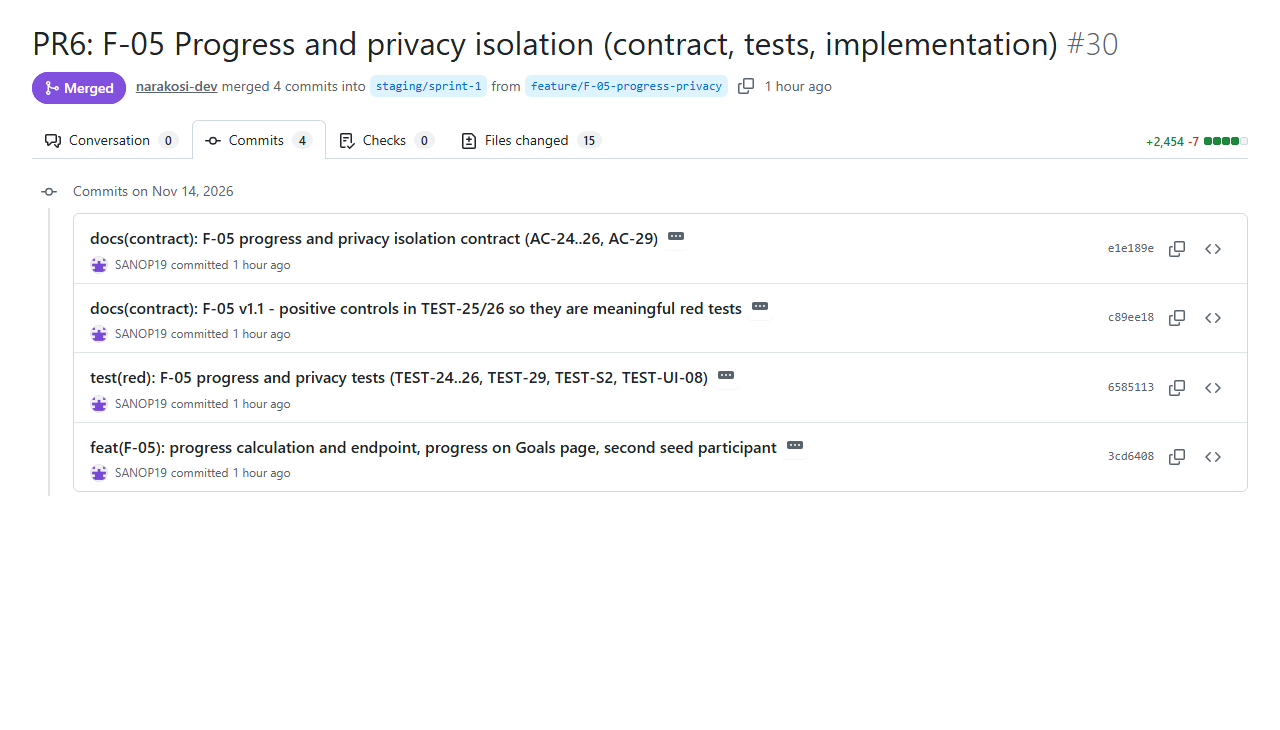 PR6: F-05 Progress and privacy isolation (contract, tests, implementation) #30
Merged narakosi-dev merged 4 commits into staging/sprint-1 from feature/F-05-progress-privacy 1 hour ago
Conversation 0 Commits 4 Checks 0 Files changed 15 +2,454 -7
Commits on Nov 14, 2026
docs(contract): F-05 progress and privacy isolation contract (AC-24..26, AC-29)
e1e189e
SANOP19 committed 1 hour ago
docs(contract): F-05 v1.1 - positive controls in TEST-25/26 so they are meaningful red tests
c89ee18
SANOP19 committed 1 hour ago
test(red): F-05 progress and privacy tests (TEST-24..26, TEST-29, TEST-S2, TEST-UI-08)
6585113
SANOP19 committed 1 hour ago
feat(F-05): progress calculation and endpoint, progress on Goals page, second seed participant
3cd6408
SANOP19 committed 1 hour ago